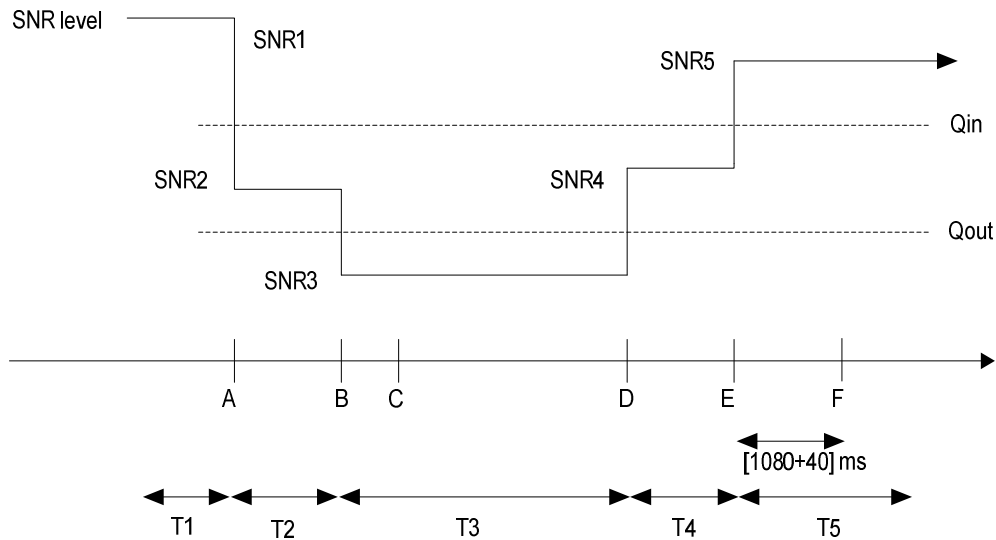 SNR level
SNR1
SNR5
Qin
SNR2
SNR4
Qout
SNR3
A B C D E F
[1080+40] ms
T1 T2 T3 T4 T5